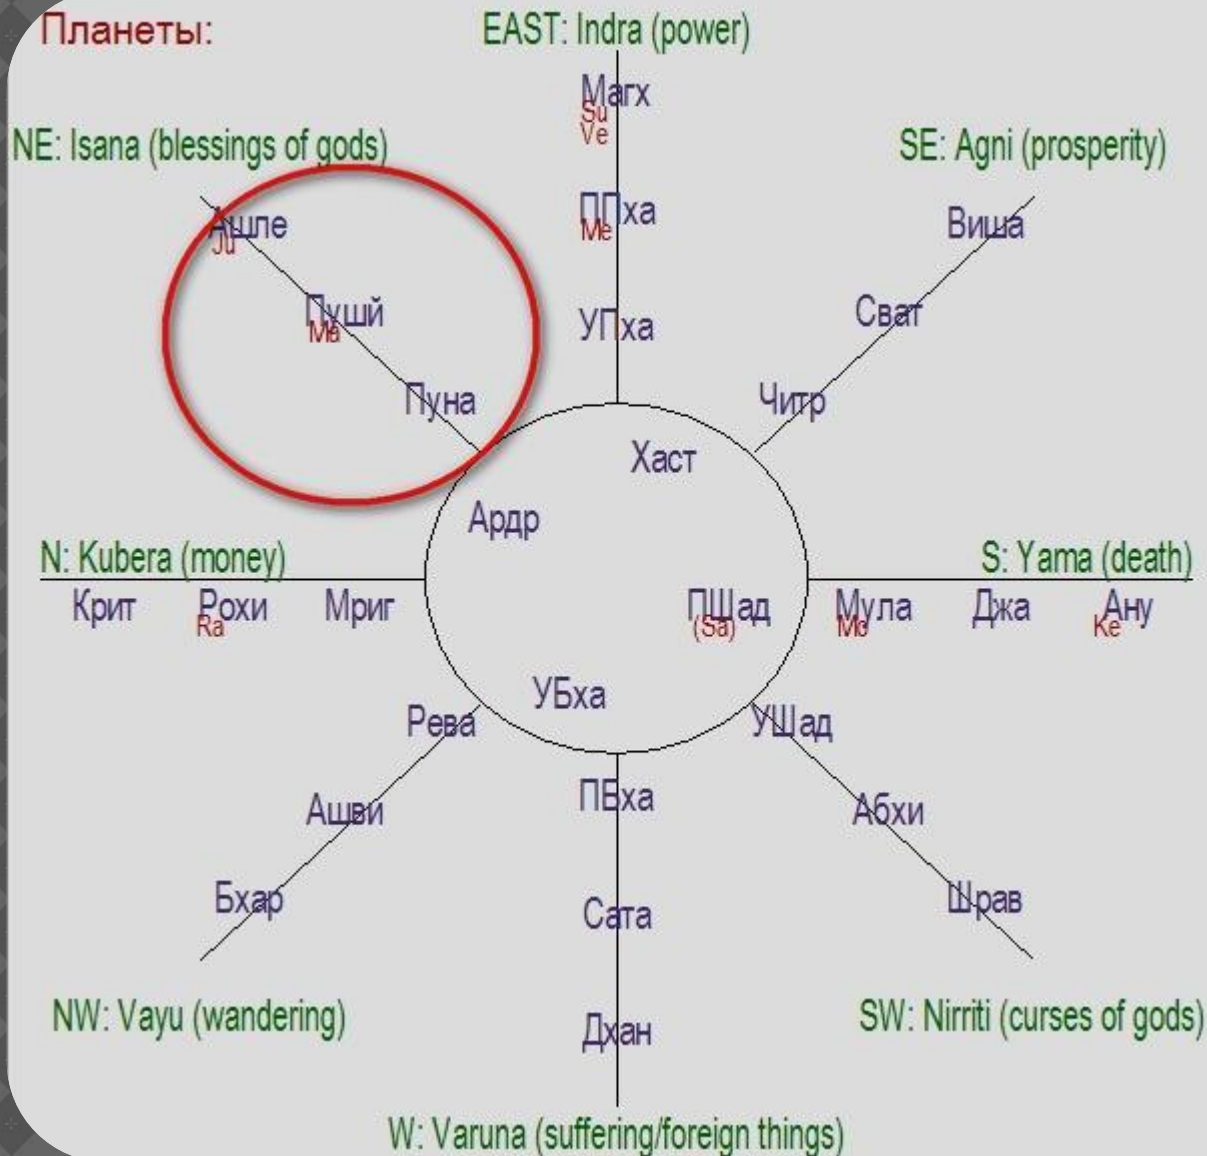 Планеты:
EAST: Indra (power)
Магх
Su
Ve
NE: Isana (blessings of gods)
SE: Agni (prosperity)
Ашле
Ju
ППха
Me
Виша
Пушй
Ma
УПха
Сват
Пуна
Читр
Хаст
Ардр
N: Kubera (money)
S: Yama (death)
Крит
Рохи
Ra
Мриг
ПШад
(Sa)
Мула
Mo
Джа
Ану
Ke
УБха
Рева
УШад
ПБха
Ашви
Абхи
Бхар
Шрав
Сата
NW: Vayu (wandering)
SW: Nirriti (curses of gods)
Дхан
W: Varuna (suffering/foreign things)